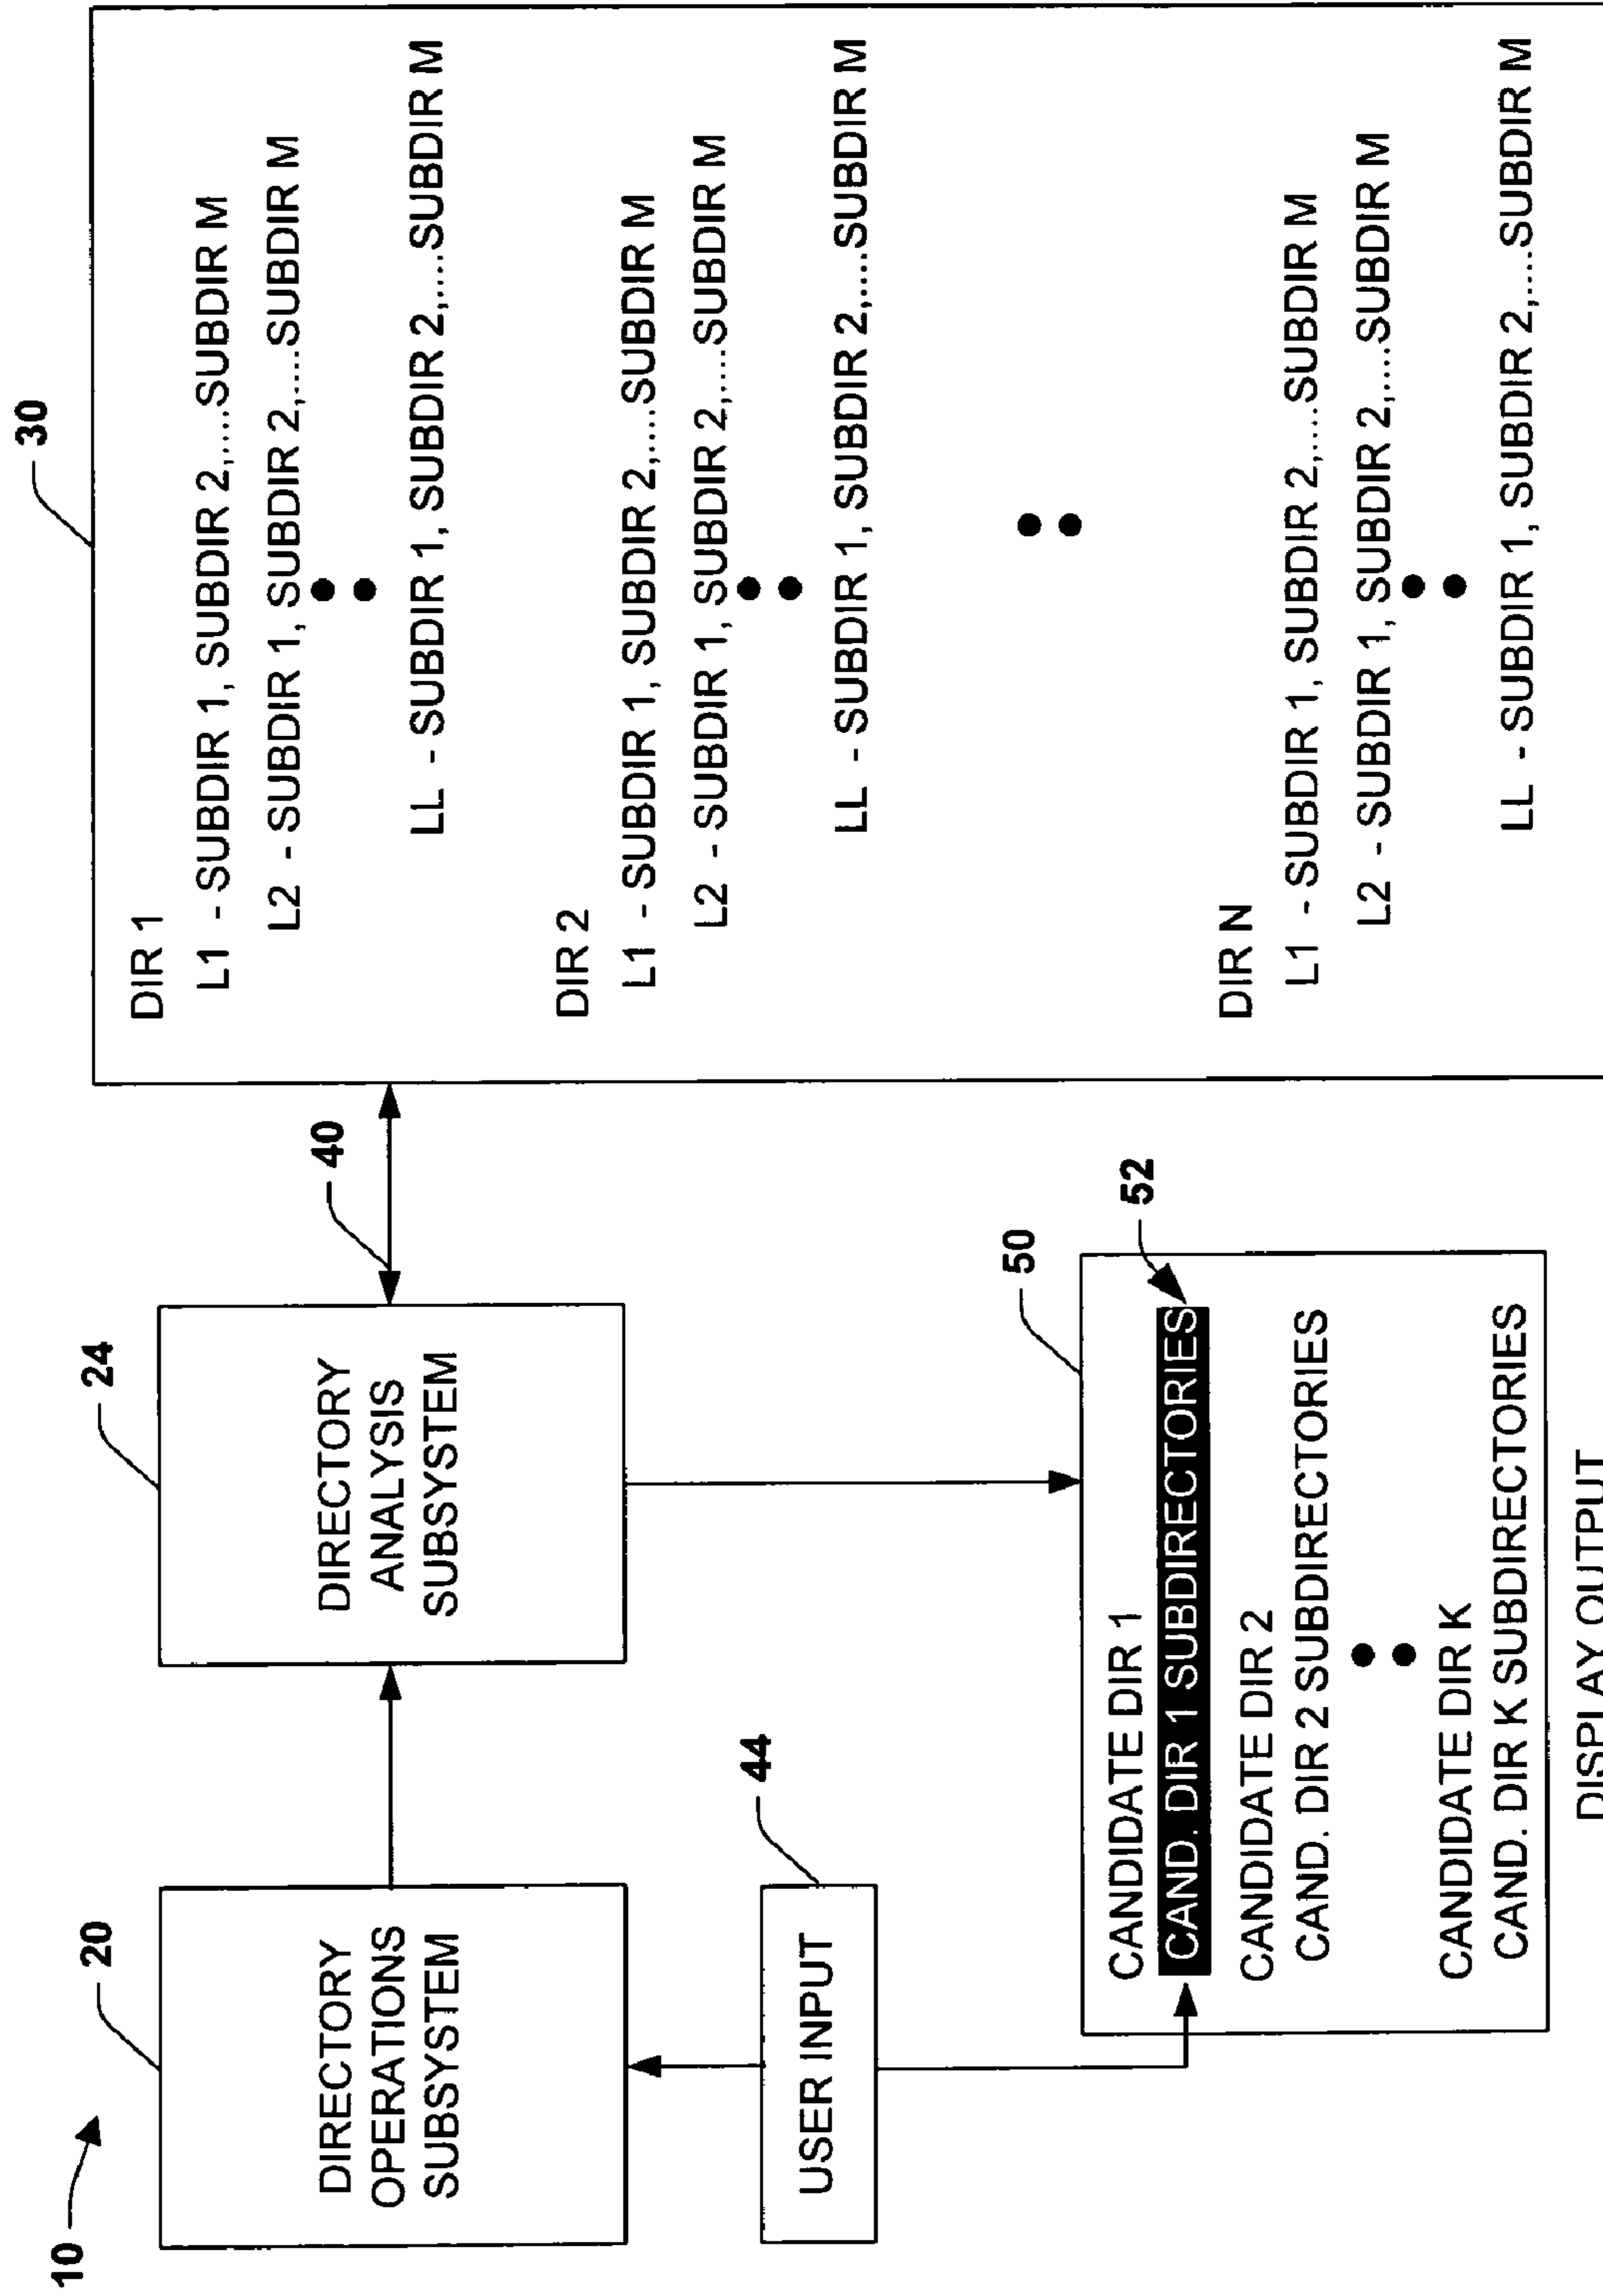 10
20
DIRECTORY
OPERATIONS
SUBSYSTEM
24
DIRECTORY
ANALYSIS
SUBSYSTEM
40
44
USER INPUT
50
52
CANDIDATE DIR 1
CAND. DIR 1 SUBDIRECTORIES
CANDIDATE DIR 2
CAND. DIR 2 SUBDIRECTORIES
CANDIDATE DIR K
CAND. DIR K SUBDIRECTORIES
DISPLAY OUTPUT
30
DIR 1
L1 - SUBDIR 1, SUBDIR 2,....SUBDIR M
L2 - SUBDIR 1, SUBDIR 2,....SUBDIR M
LL - SUBDIR 1, SUBDIR 2,....SUBDIR M
DIR 2
L1 - SUBDIR 1, SUBDIR 2,....SUBDIR M
L2 - SUBDIR 1, SUBDIR 2,....SUBDIR M
LL - SUBDIR 1, SUBDIR 2,....SUBDIR M
DIR N
L1 - SUBDIR 1, SUBDIR 2,....SUBDIR M
L2 - SUBDIR 1, SUBDIR 2,....SUBDIR M
LL - SUBDIR 1, SUBDIR 2,....SUBDIR M